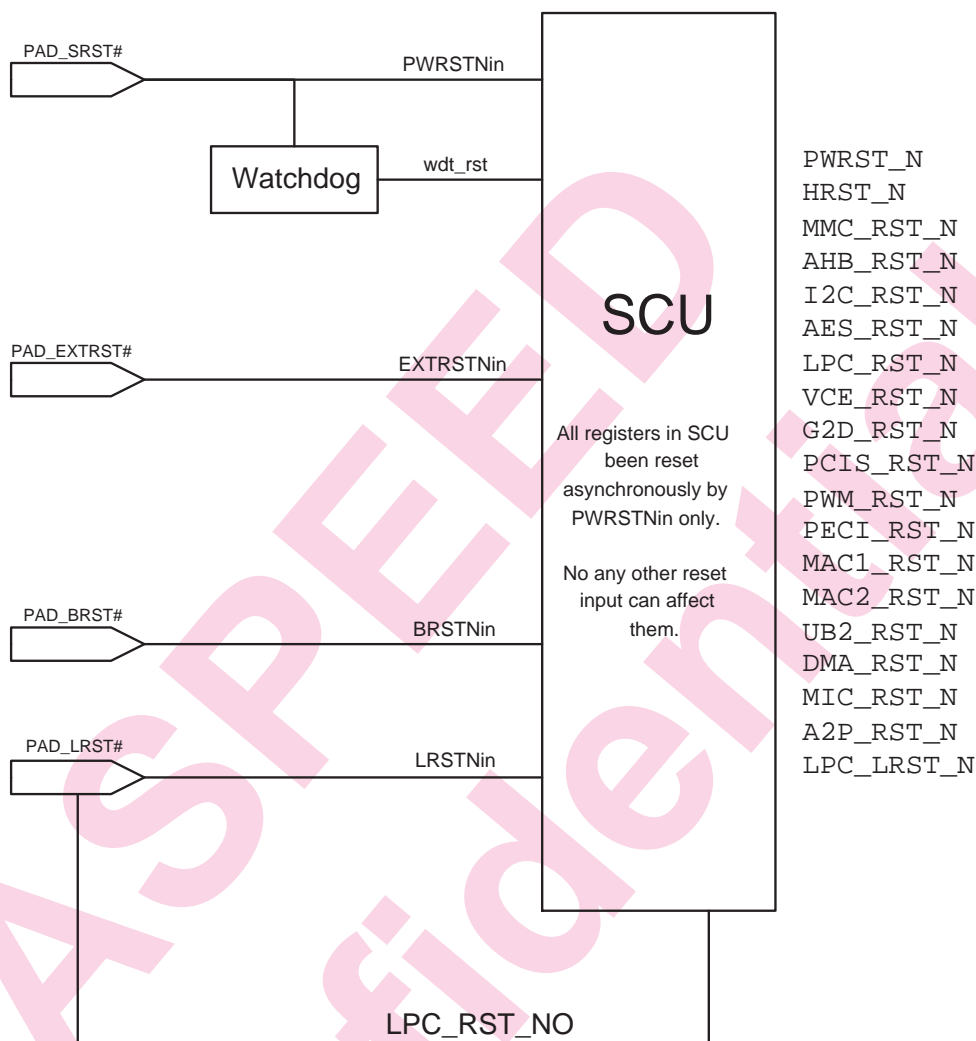 PAD_SRST#
PWRSTNin
Watchdog
wdt_rst
PAD_EXTRST#
EXTRSTNin
PAD_BRST#
BRSTNin
PAD_LRST#
LRSTNin
SCU
All registers in SCU
been reset
asynchronously by
PWRSTNin only.
No any other reset
input can affect
them.
PWRST_N
HRST_N
MMC_RST_N
AHB_RST_N
I2C_RST_N
AES_RST_N
LPC_RST_N
VCE_RST_N
G2D_RST_N
PCIS_RST_N
PWM_RST_N
PECI_RST_N
MAC1_RST_N
MAC2_RST_N
UB2_RST_N
DMA_RST_N
MIC_RST_N
A2P_RST_N
LPC_LRST_N
LPC_RST_NO
ASPEED
fidential